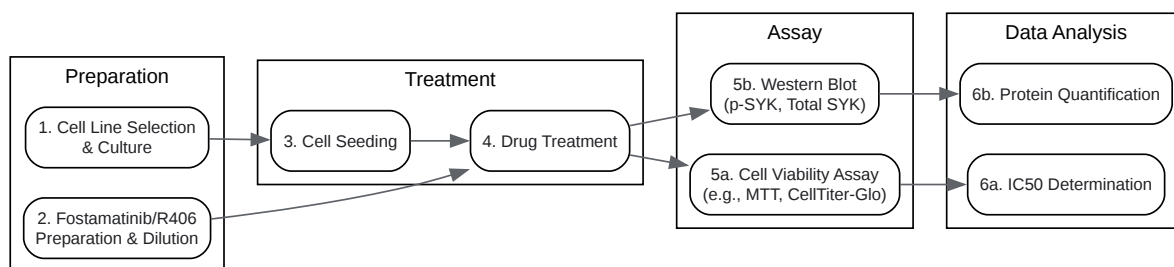 Preparation
1. Cell Line Selection
& Culture
2. Fostamatinib/R406
Preparation & Dilution
Treatment
3. Cell Seeding
4. Drug Treatment
Assay
5b. Western Blot
(p-SYK, Total SYK)
5a. Cell Viability Assay
(e.g., MTT, CellTiter-Glo)
Data Analysis
6b. Protein Quantification
6a. IC50 Determination